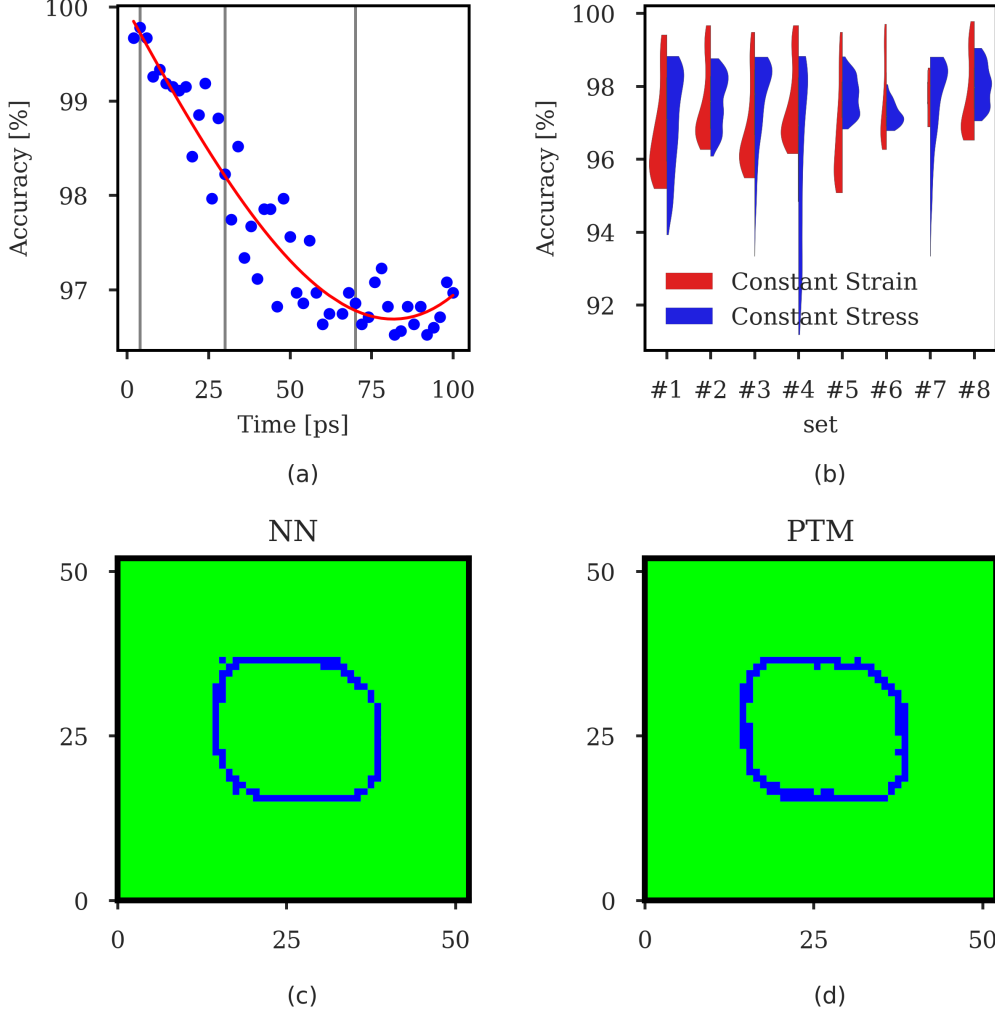 100
99
98
97
Accuracy [%]
0
25
50
75
100
Time [ps]
(a)
100
98
96
94
92
Accuracy [%]
Constant Strain
Constant Stress
#1
#2
#3
#4
#5
#6
#7
#8
set
(b)
NN
50
25
0
0
25
50
(c)
PTM
50
25
0
0
25
50
(d)